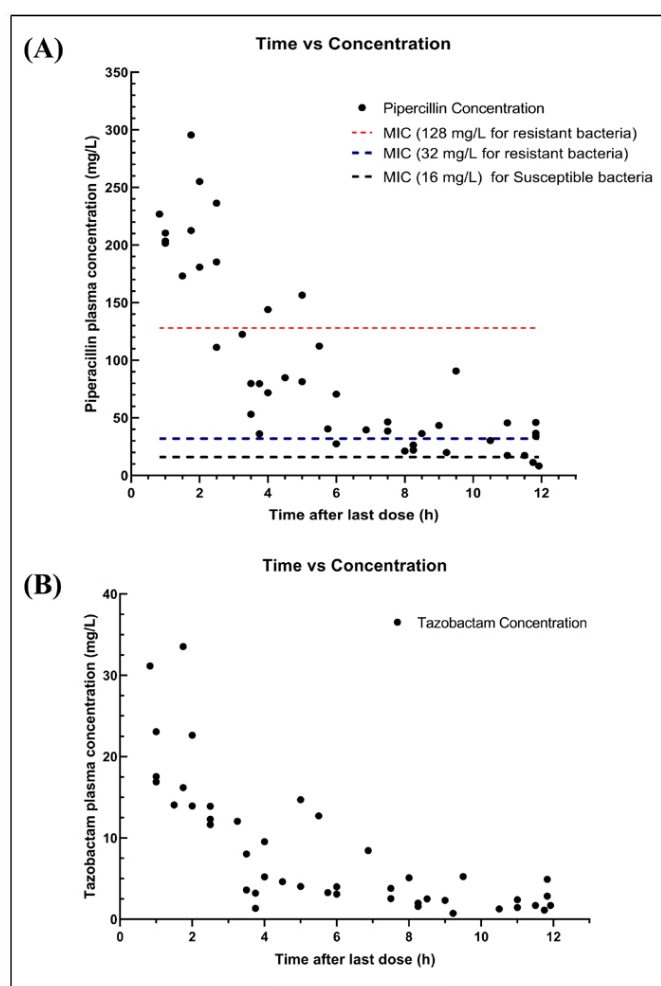 (A)
Time vs Concentration
Piperacillin plasma concentration (mg/L)
350
300
250
200
150
100
50
0
Pipercillin Concentration
MIC (128 mg/L for resistant bacteria)
MIC (32 mg/L for resistant bacteria)
MIC (16 mg/L) for Susceptible bacteria
0 2 4 6 8 10 12
Time after last dose (h)
(B)
Time vs Concentration
Tazobactam plasma concentration (mg/L)
40
30
20
10
0
Tazobactam Concentration
0 2 4 6 8 10 12
Time after last dose (h)